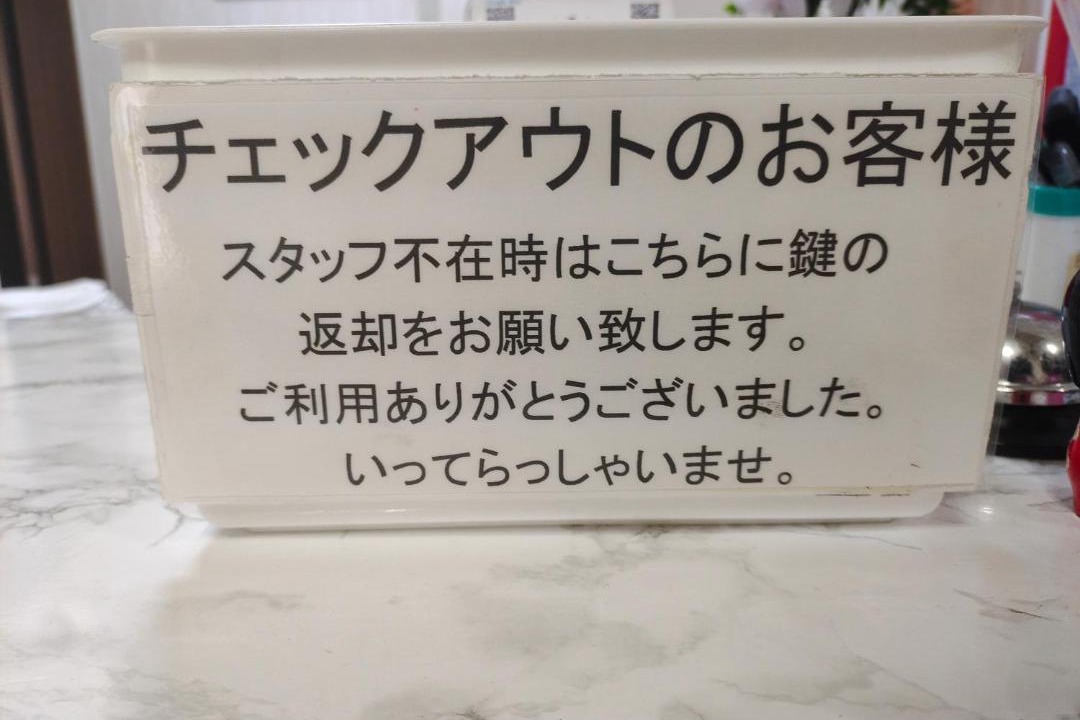 チェックアウトのお客様
スタッフ不在時はこちらに鍵の
返却をお願い致します。
ご利用ありがとうございました。
いってらっしゃいませ。